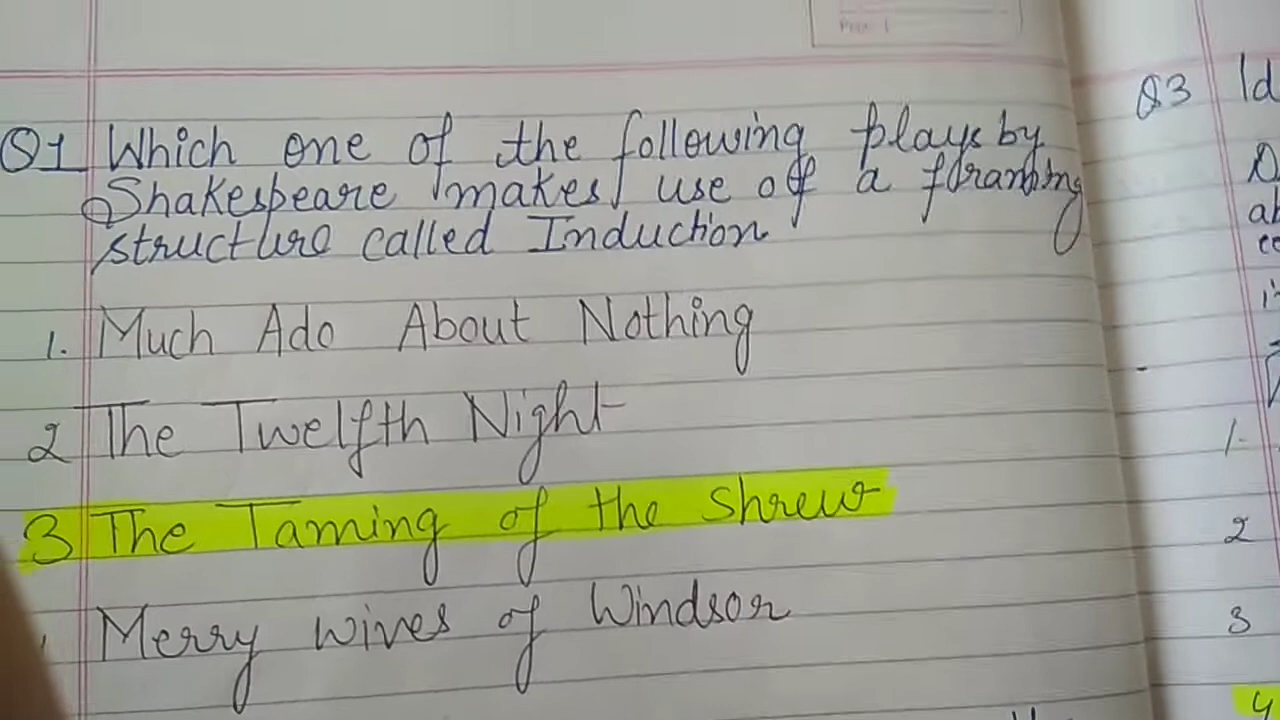 Q1 Which one of the following plays by
Shakespeare makes use of a framing
structure called Induction
1. Much Ado About Nothing
2 The Twelfth Night
3 The Taming of the Shrew
Merry wives of Windsor
Q3 Id
1.
2
3
4